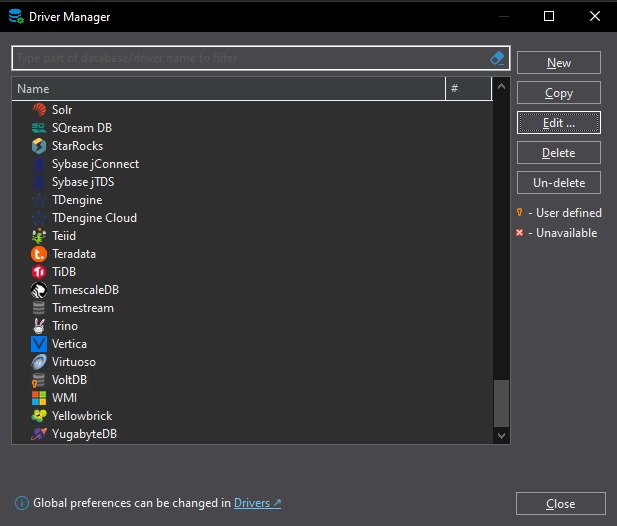 Driver Manager
Type part of database/driver name to filter
Name #
Solr
SQream DB
StarRocks
Sybase jConnect
Sybase jTDS
TDengine
TDengine Cloud
Teiid
Teradata
TiDB
TimescaleDB
Timestream
Trino
Vertica
Virtuoso
VoltDB
WMI
Yellowbrick
YugabyteDB
New
Copy
Edit ...
Delete
Un-delete
- User defined
- Unavailable
Global preferences can be changed in Drivers ↗
Close